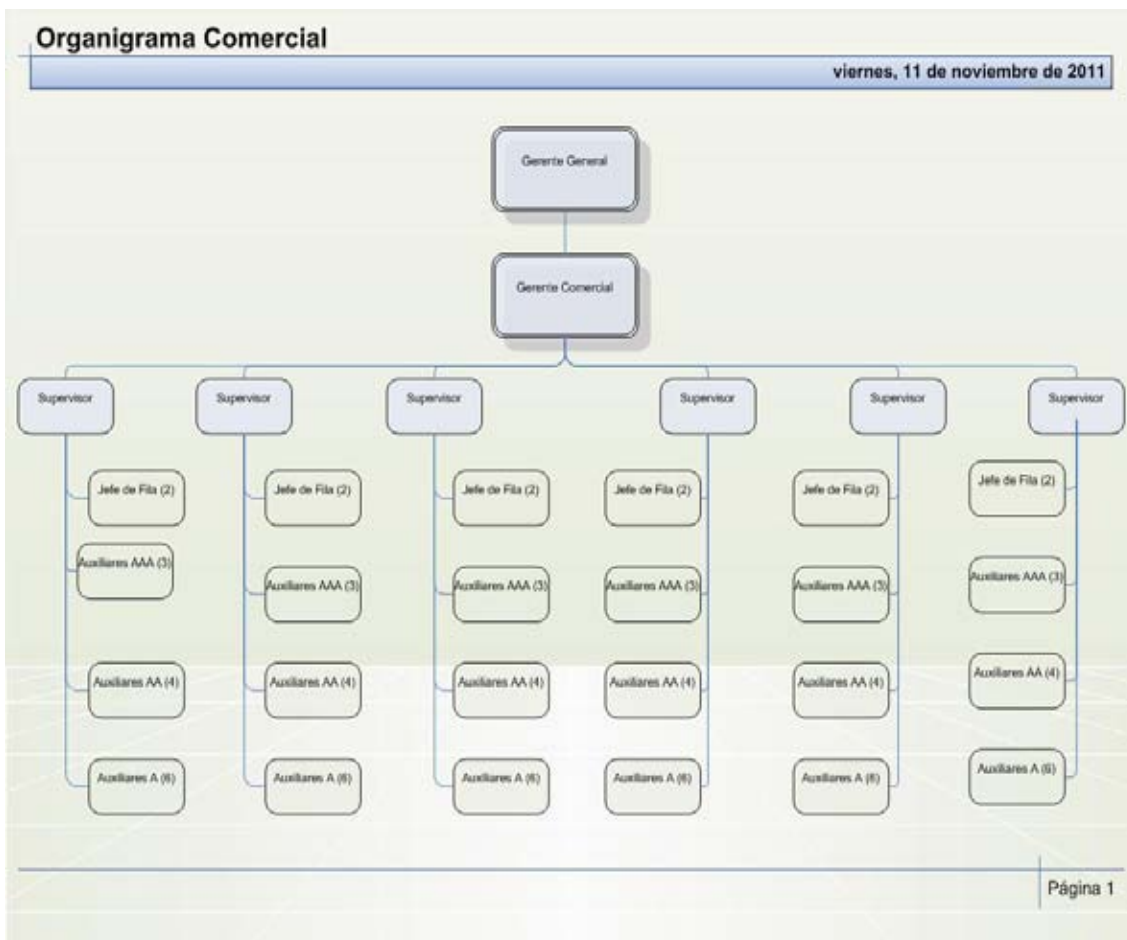 Organigrama Comercial
viernes, 11 de noviembre de 2011
Gerente General
Gerente Comercial
Supervisor
Supervisor
Supervisor
Supervisor
Supervisor
Supervisor
Jefe de Fila (2)
Jefe de Fila (2)
Jefe de Fila (2)
Jefe de Fila (2)
Jefe de Fila (2)
Jefe de Fila (2)
Auxiliares AAA (3)
Auxiliares AAA (3)
Auxiliares AAA (3)
Auxiliares AAA (3)
Auxiliares AAA (3)
Auxiliares AAA (3)
Auxiliares AA (4)
Auxiliares AA (4)
Auxiliares AA (4)
Auxiliares AA (4)
Auxiliares AA (4)
Auxiliares AA (4)
Auxiliares A (6)
Auxiliares A (6)
Auxiliares A (6)
Auxiliares A (6)
Auxiliares A (6)
Auxiliares A (6)
Página 1